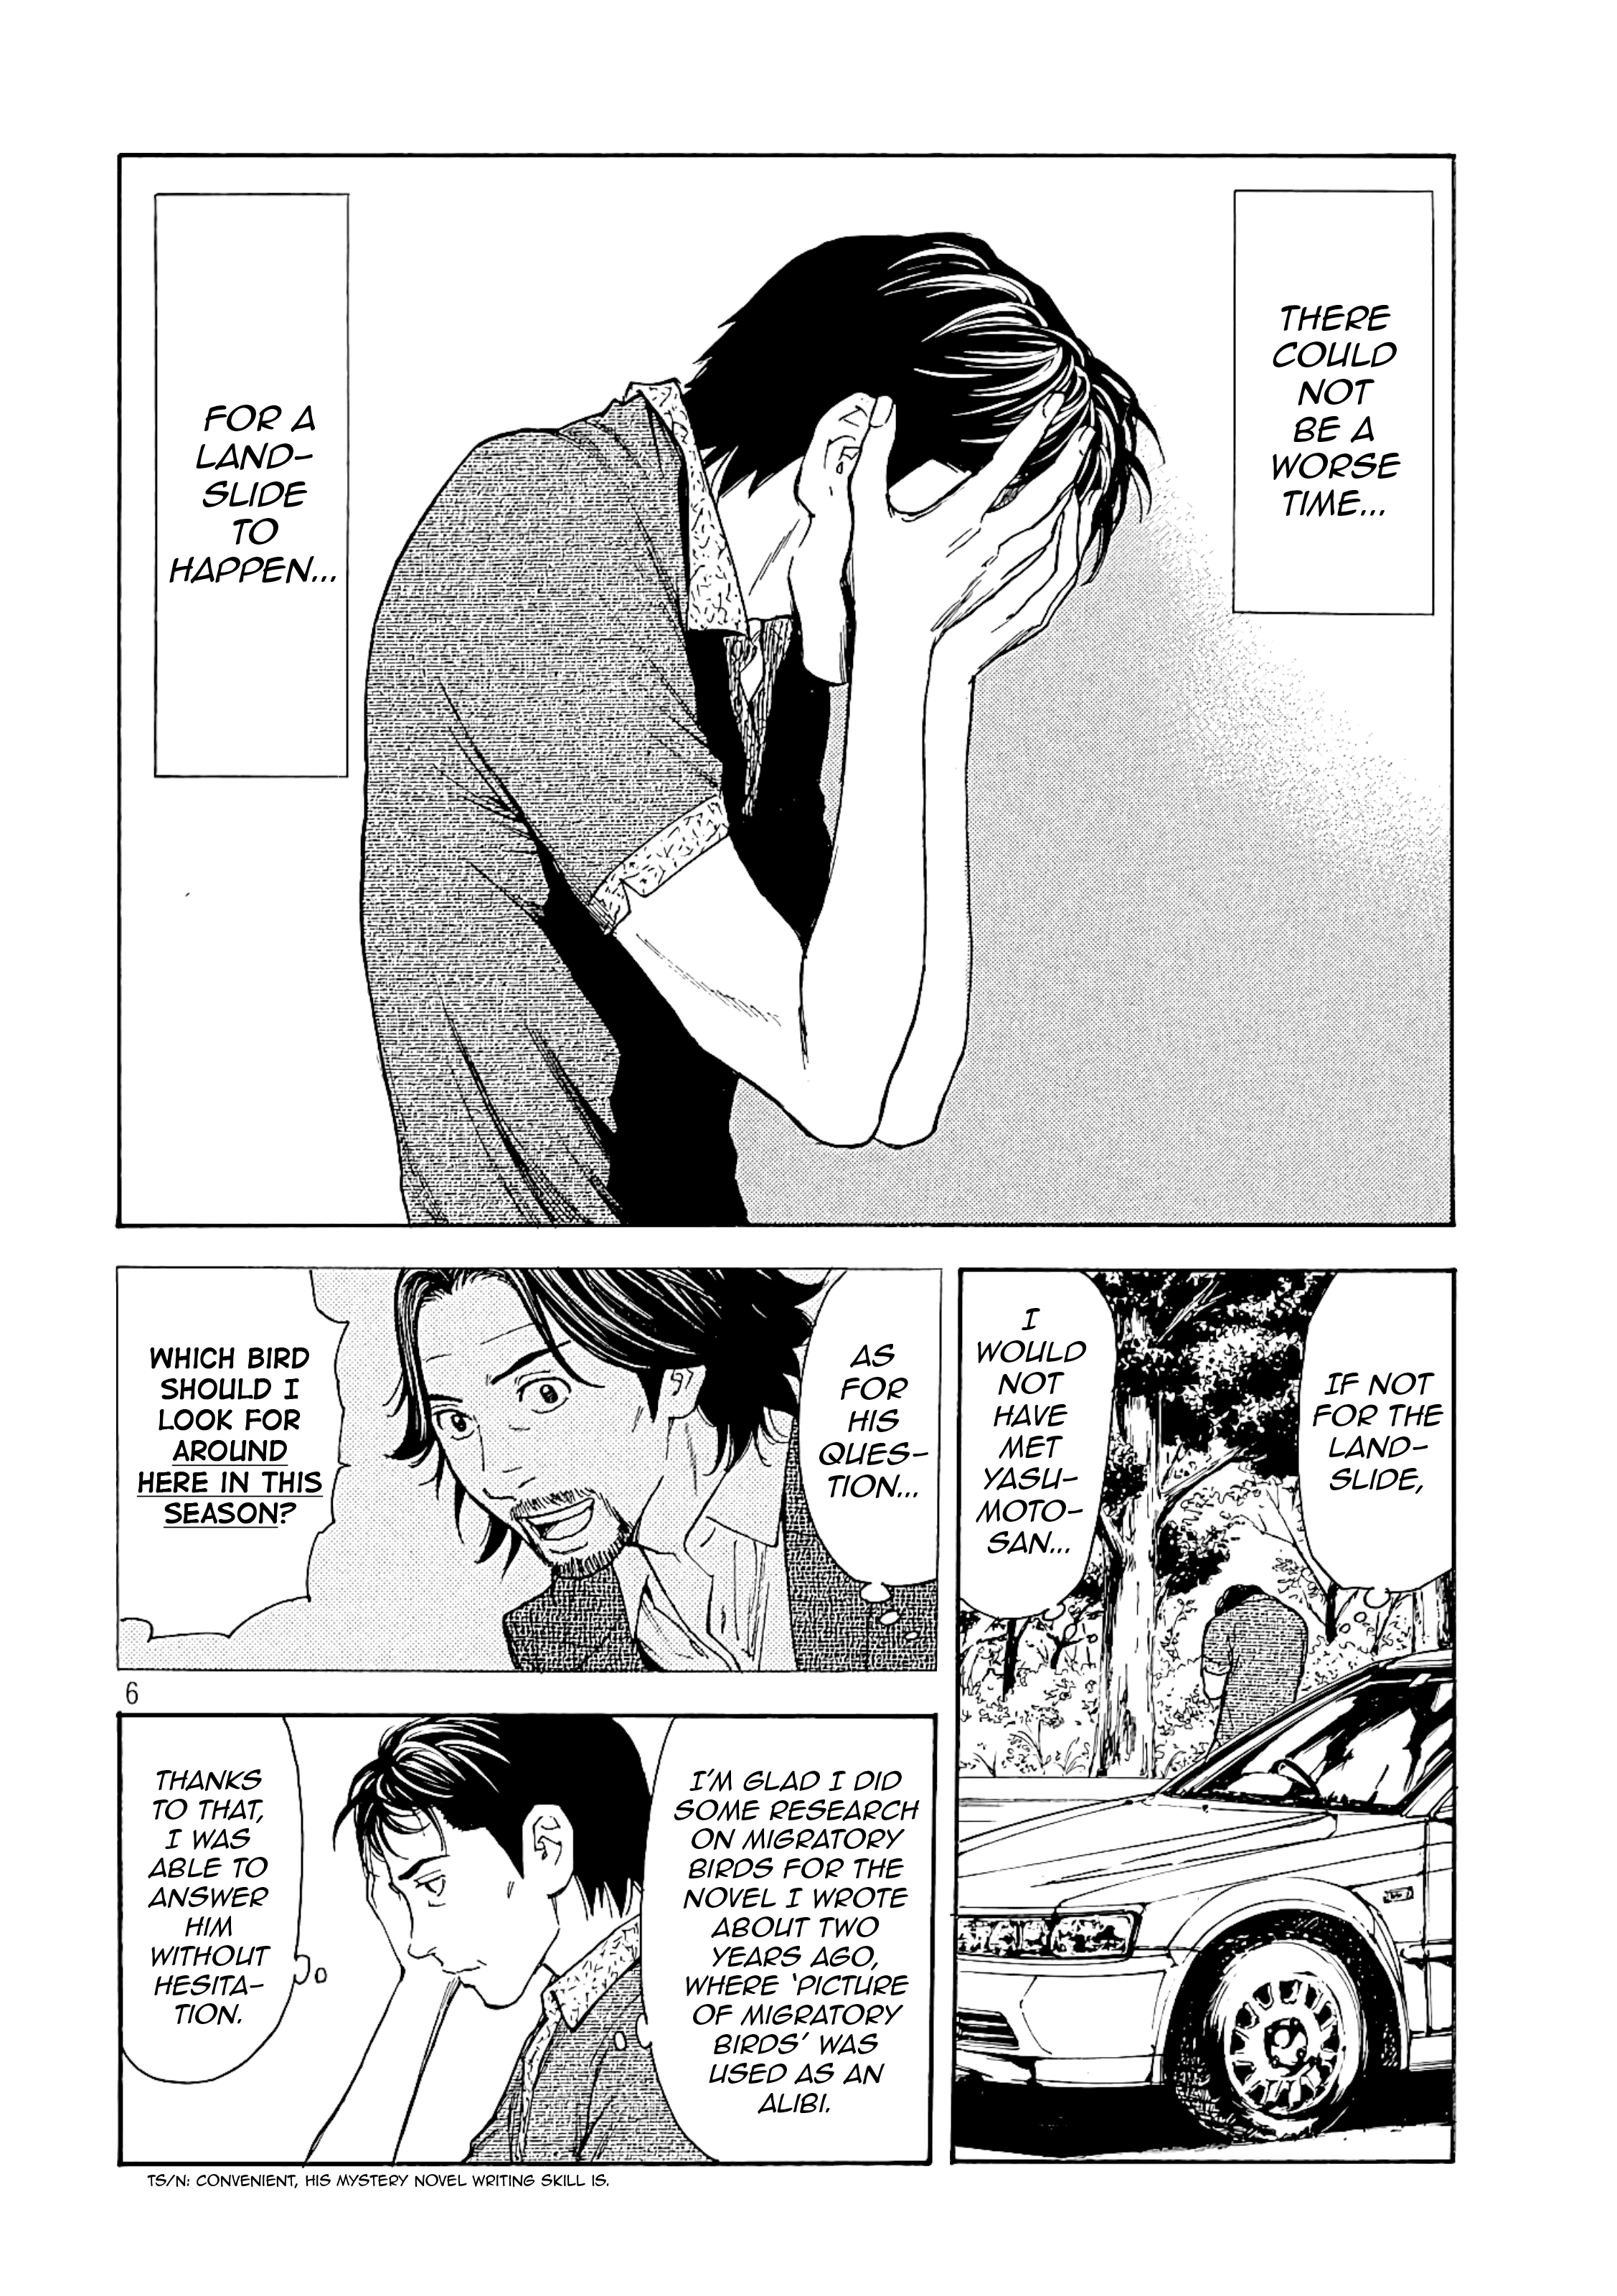 THERE
COULD
NOT
BE A
WORSE
TIME...
FOR A
LAND-
SLIDE
TO
HAPPEN...
IF NOT
FOR THE
LAND-
SLIDE,
I
WOULD
NOT
HAVE
MET
YASU-
MOTO-
SAN...
AS
FOR
HIS
QUES-
TION...
WHICH BIRD
SHOULD I
LOOK FOR
AROUND
HERE IN THIS
SEASON?
6
I'M GLAD I DID
SOME RESEARCH
ON MIGRATORY
BIRDS FOR THE
NOVEL I WROTE
ABOUT TWO
YEARS AGO,
WHERE 'PICTURE
OF MIGRATORY
BIRDS' WAS
USED AS AN
ALIBI.
THANKS
TO THAT,
I WAS
ABLE TO
ANSWER
HIM
WITHOUT
HESITA-
TION.
TS/N: CONVENIENT, HIS MYSTERY NOVEL WRITING SKILL IS.